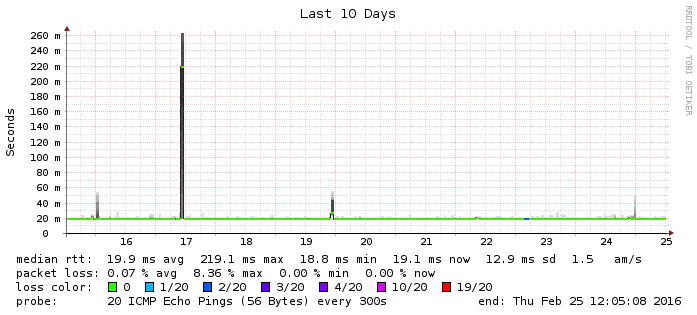 Last 10 Days
RRDTOOL / TOBI OETIKER
Seconds
260 m
240 m
220 m
200 m
180 m
160 m
140 m
120 m
100 m
80 m
60 m
40 m
20 m
0
16 17 18 19 20 21 22 23 24 25
median rtt: 19.9 ms avg 219.1 ms max 18.8 ms min 19.1 ms now 12.9 ms sd 1.5 am/s
packet loss: 0.07 % avg 8.36 % max 0.00 % min 0.00 % now
loss color: 0 1/20 2/20 3/20 4/20 10/20 19/20
probe: 20 ICMP Echo Pings (56 Bytes) every 300s end: Thu Feb 25 12:05:08 2016